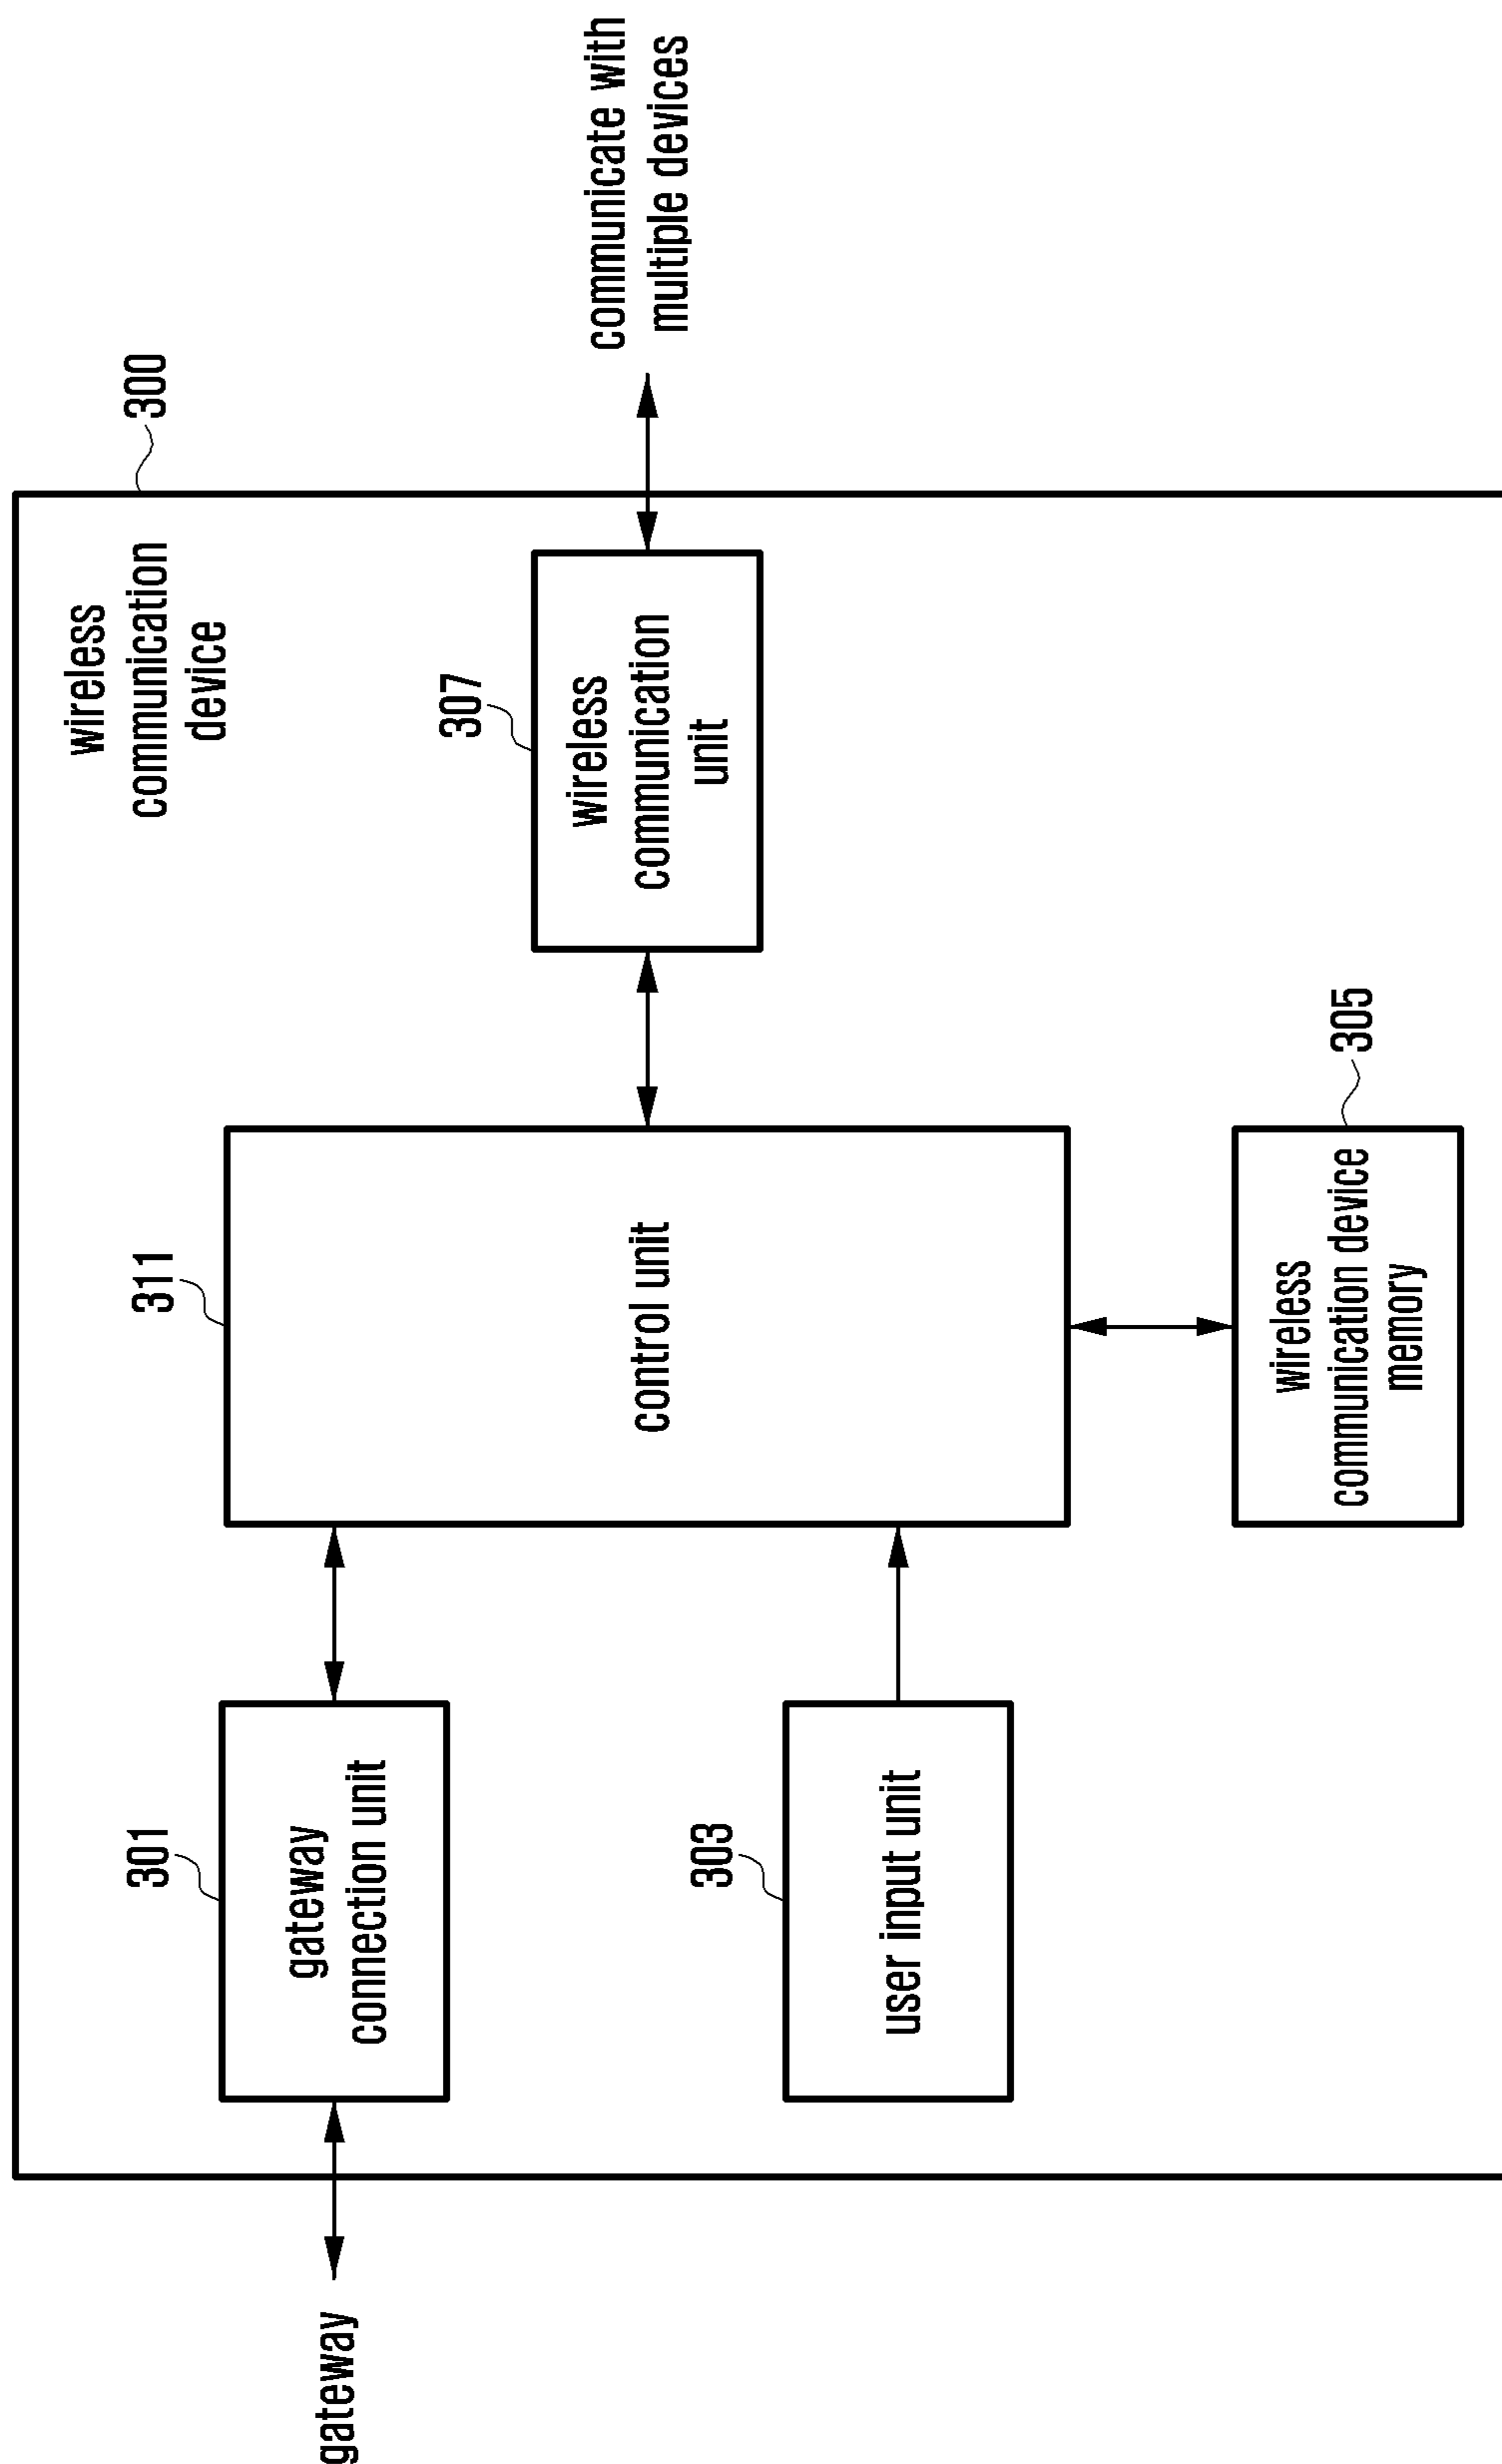 300
wireless
communication
device
gateway
301
gateway
connection unit
311
control unit
307
wireless
communication
unit
communicate with
multiple devices
303
user input unit
305
wireless
communication device
memory